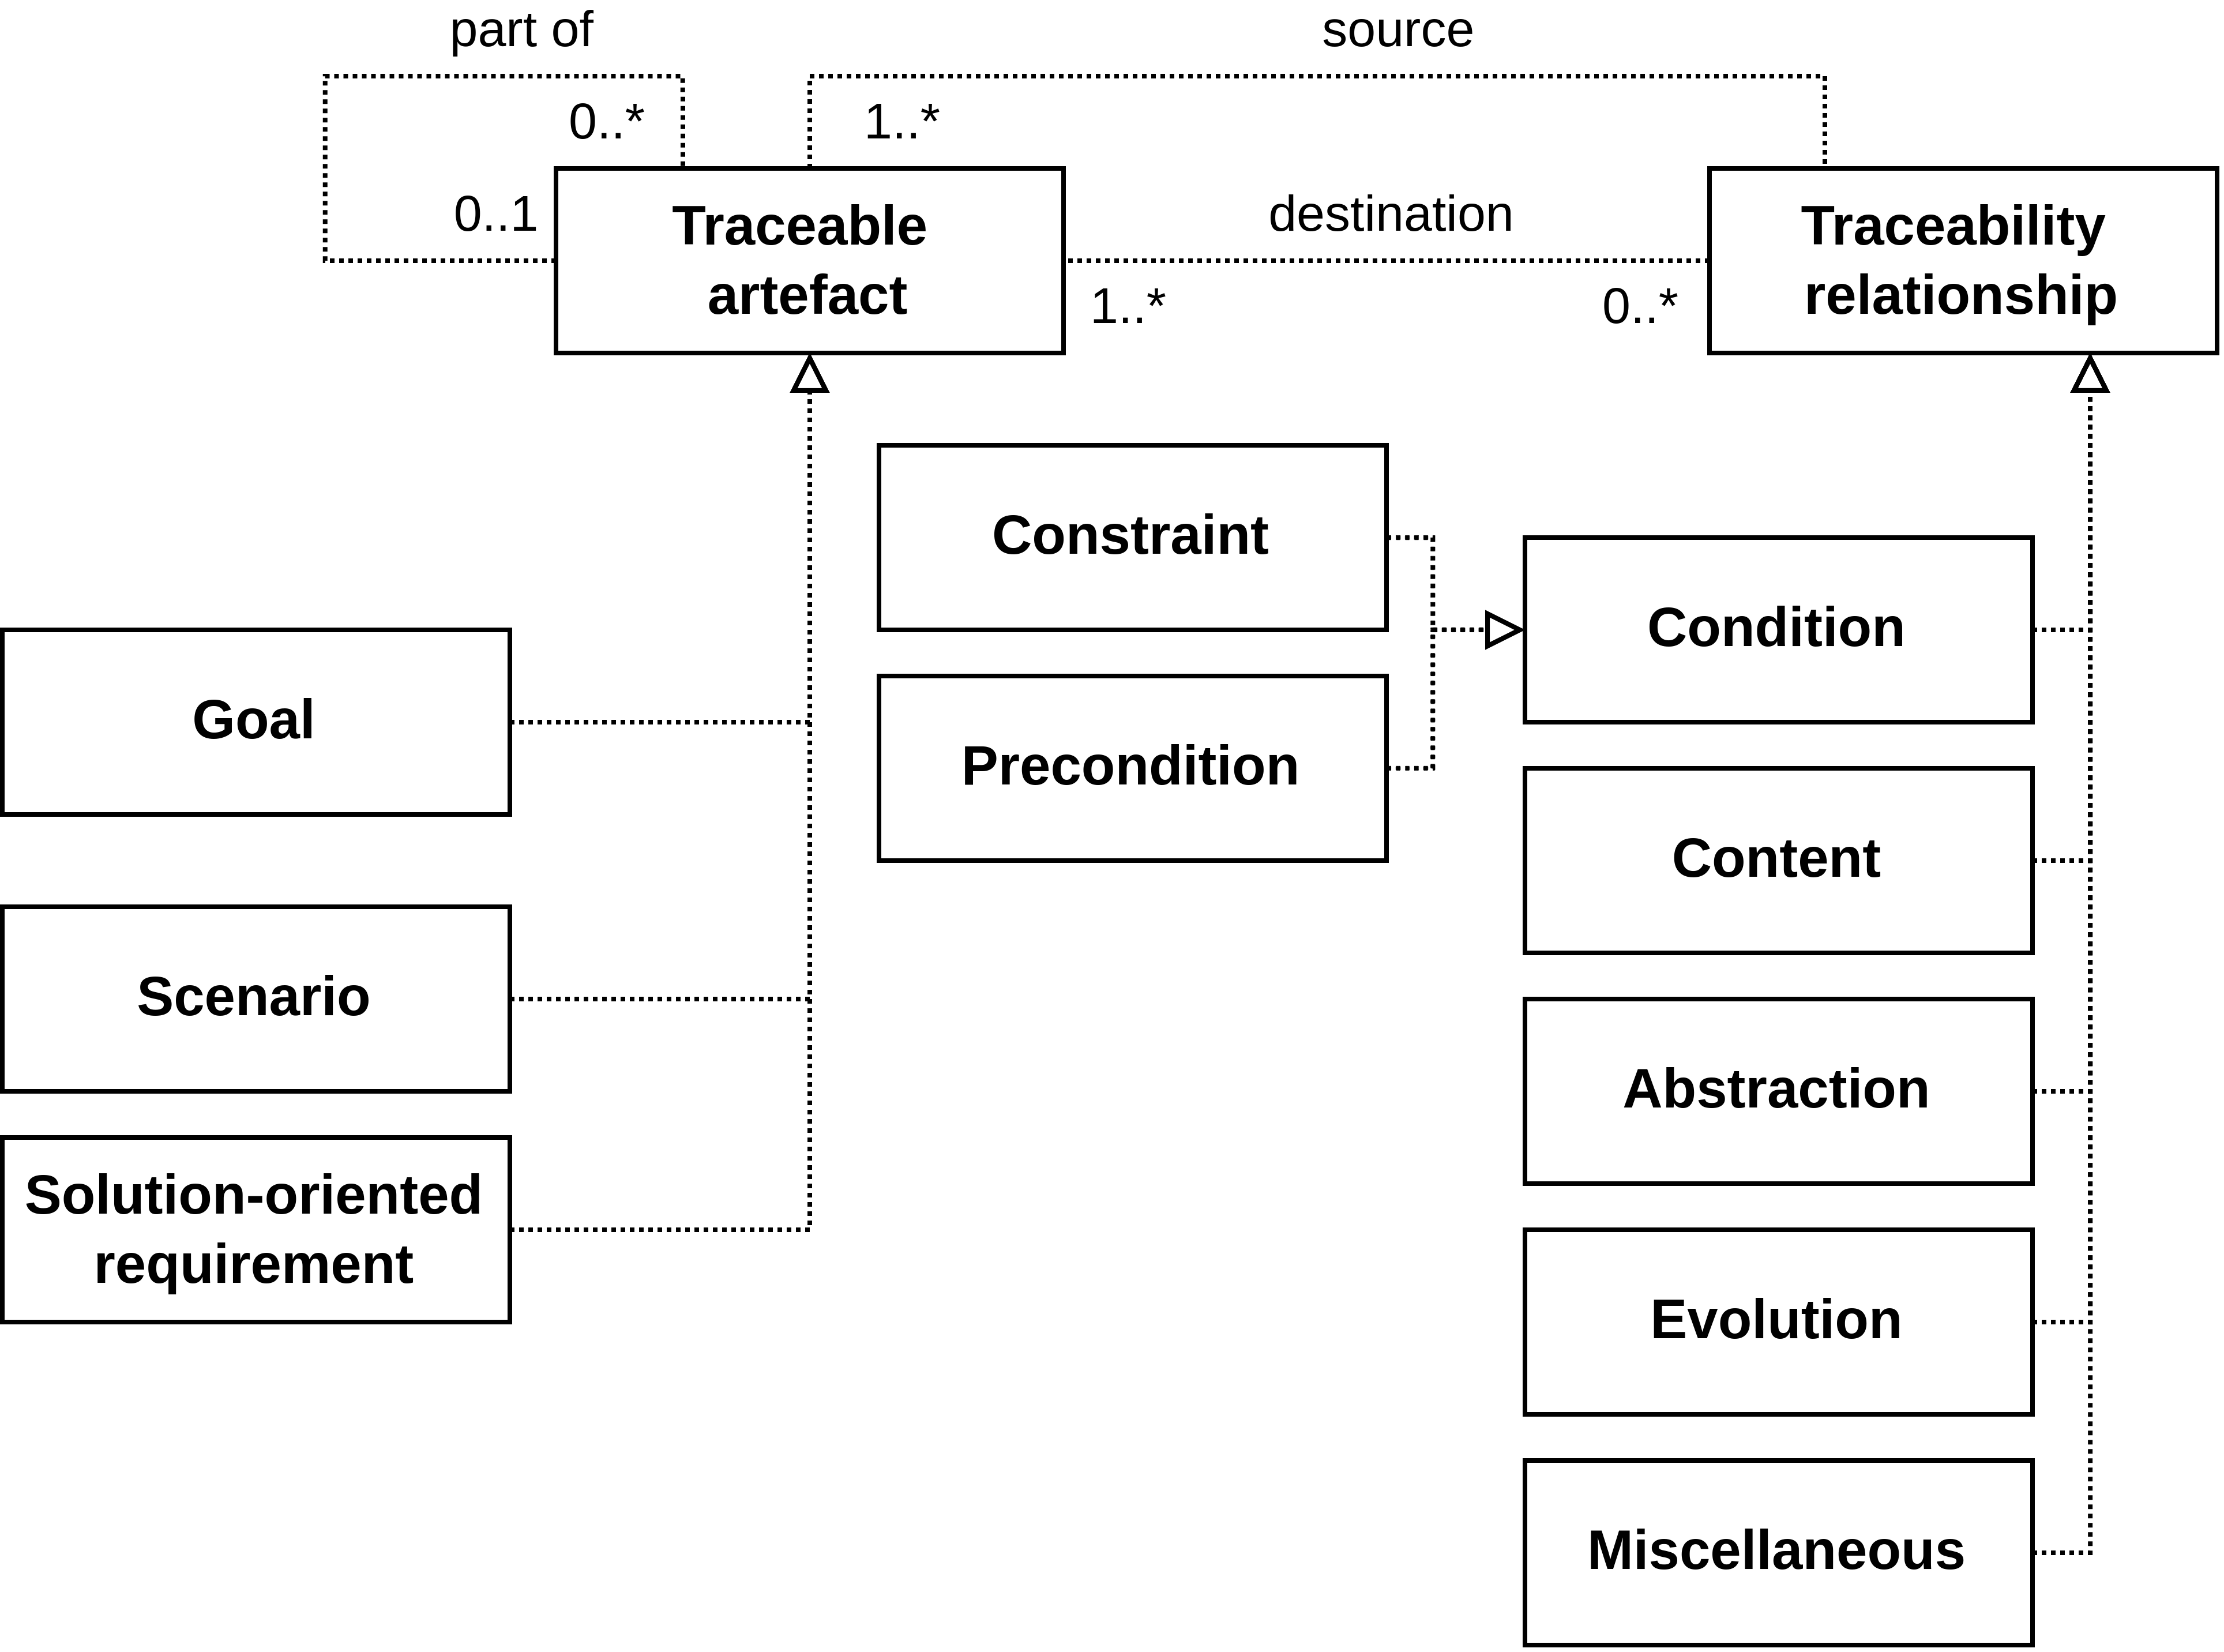 part of
source
0..*
1..*
0..1
Traceable
artefact
destination
1..*
0..*
Traceability
relationship
Constraint
Condition
Goal
Precondition
Content
Scenario
Abstraction
Solution-oriented
requirement
Evolution
Miscellaneous